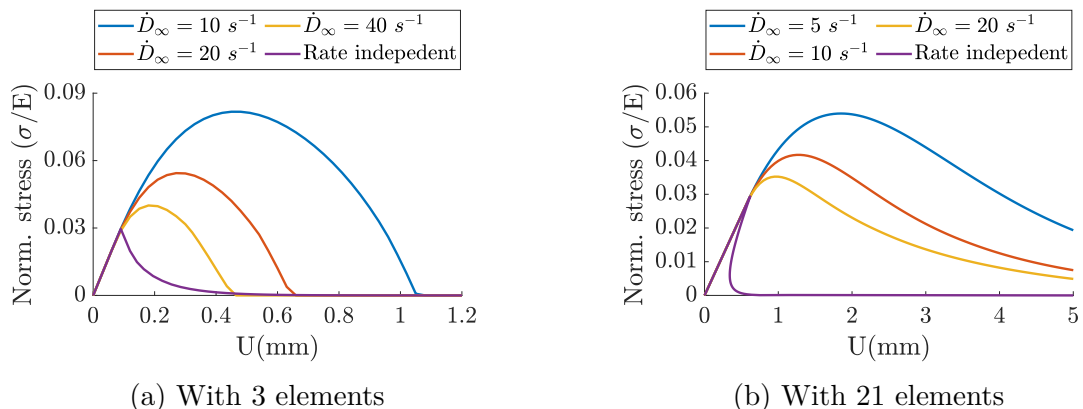 Ḋ∞ = 10 s⁻¹ Ḋ∞ = 40 s⁻¹
Ḋ∞ = 20 s⁻¹ Rate indepedent
Norm. stress (σ/E)
0.09
0.06
0.03
0
0 0.2 0.4 0.6 0.8 1 1.2
U(mm)
(a) With 3 elements
Ḋ∞ = 5 s⁻¹ Ḋ∞ = 20 s⁻¹
Ḋ∞ = 10 s⁻¹ Rate indepedent
Norm. stress (σ/E)
0.06
0.05
0.04
0.03
0.02
0.01
0
0 1 2 3 4 5
U(mm)
(b) With 21 elements